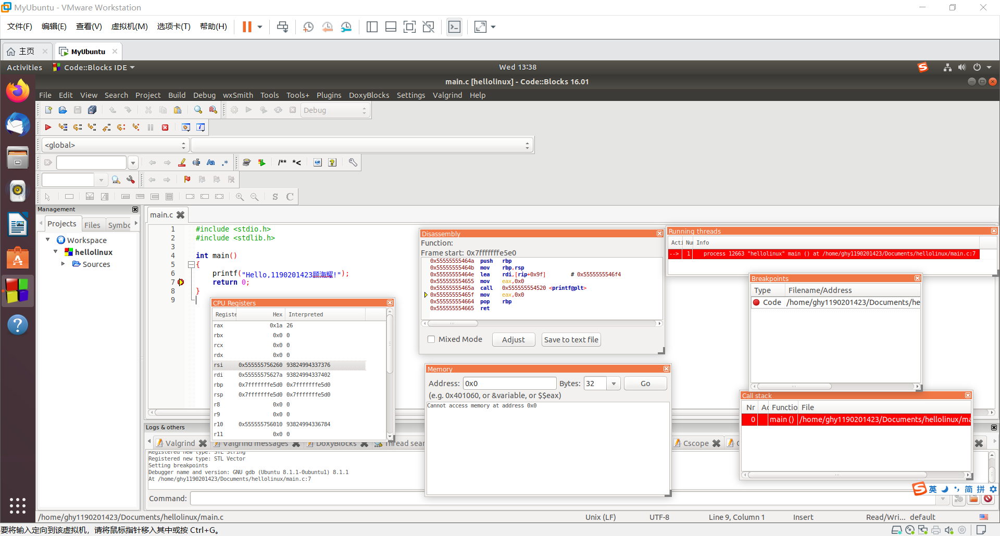 MyUbuntu - VMware Workstation
文件(F) 编辑(E) 查看(V) 虚拟机(M) 选项卡(T) 帮助(H)
主页 MyUbuntu
Activities Code::Blocks IDE Wed 13:38
main.c [hellolinux] - Code::Blocks 16.01
File Edit View Search Project Build Debug wxSmith Tools Tools+ Plugins DoxyBlocks Settings Valgrind Help
Debug
<global>
/** *<
S C
Management
Projects Files Symbo
Workspace
hellolinux
Sources
main.c
1 #include <stdio.h>
2 #include <stdlib.h>
3
4 int main()
5 {
6 printf("Hello,1190201423顾海耀!");
7 return 0;
8 }
9
CPU Registers
Registe Hex Interpreted
rax 0x1a 26
rbx 0x0 0
rcx 0x0 0
rdx 0x0 0
rsi 0x555555756260 93824994337376
rdi 0x55555575627a 93824994337402
rbp 0x7fffffffe5d0 0x7fffffffe5d0
rsp 0x7fffffffe5d0 0x7fffffffe5d0
r8 0x0 0
r9 0x0 0
r10 0x555555756010 93824994336784
r11 0x0 0
Disassembly
Function:
Frame start: 0x7fffffffe5e0
0x55555555464a push rbp
0x55555555464b mov rbp,rsp
0x55555555464e lea rdi,[rip+0x9f] # 0x5555555546f4
0x555555554655 mov eax,0x0
0x55555555465a call 0x555555554520 <printf@plt>
0x55555555465f mov eax,0x0
0x555555554664 pop rbp
0x555555554665 ret
Mixed Mode Adjust Save to text file
Memory
Address: 0x0 Bytes: 32 Go
(e.g. 0x401060, or &variable, or $$eax)
Cannot access memory at address 0x0
Running threads
Acti Nu Info
--> 1 process 12663 "hellolinux" main () at /home/ghy1190201423/Documents/hellolinux/main.c:7
Breakpoints
Type Filename/Address
Code /home/ghy1190201423/Documents/he
Call stack
Nr Ac Functio File
0 main () /home/ghy1190201423/Documents/hellolinux/ma
Logs & others
Valgrind Valgrind messages DoxyBlocks Thread sear Cscope
Registered new type: STL String
Registered new type: STL Vector
Setting breakpoints
Debugger name and version: GNU gdb (Ubuntu 8.1.1-0ubuntu1) 8.1.1
At /home/ghy1190201423/Documents/hellolinux/main.c:7
Command:
英 简 拼
/home/ghy1190201423/Documents/hellolinux/main.c Unix (LF) UTF-8 Line 9, Column 1 Insert Read/Wri... default
要将输入定向到该虚拟机，请将鼠标指针移入其中或按 Ctrl+G。